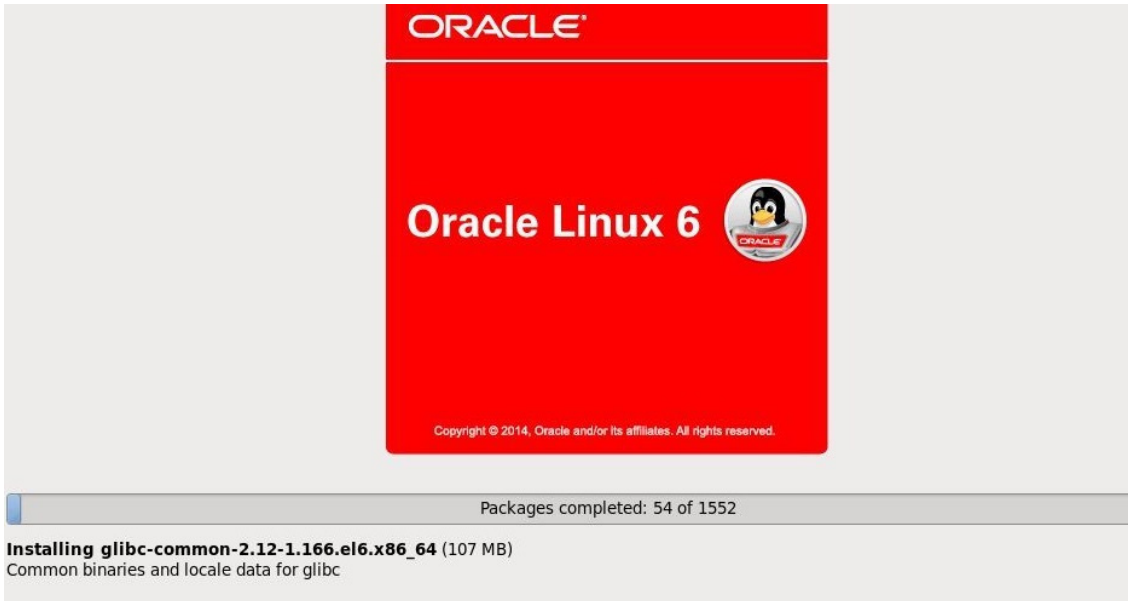 ORACLE®
Oracle Linux 6
ORACLE
Copyright © 2014, Oracle and/or its affiliates. All rights reserved.
Packages completed: 54 of 1552
Installing glibc-common-2.12-1.166.el6.x86_64 (107 MB)
Common binaries and locale data for glibc